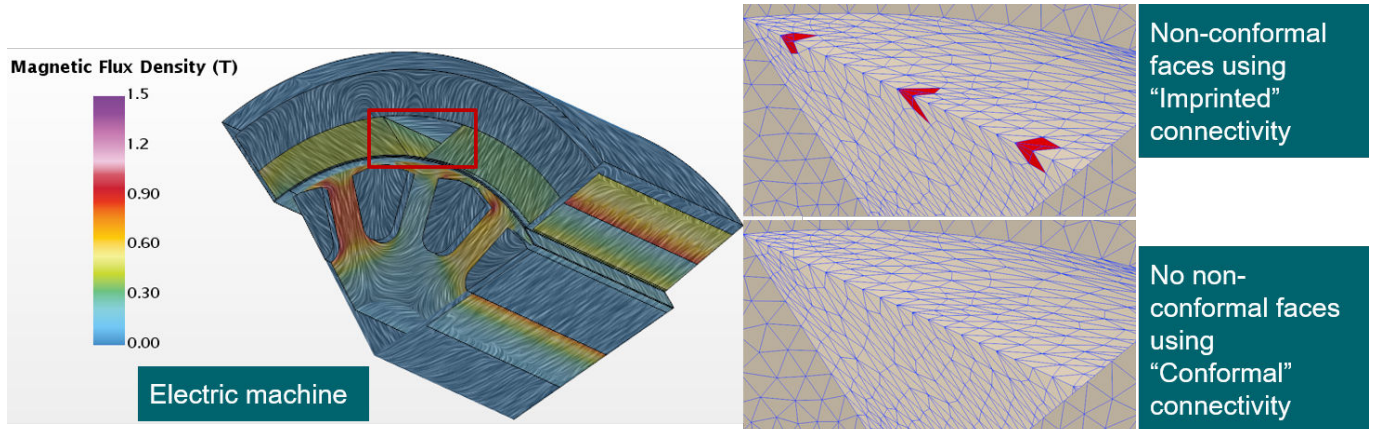 Magnetic Flux Density (T)
1.5
1.2
0.90
0.60
0.30
0.00
Electric machine
Non-conformal
faces using
“Imprinted”
connectivity
No non-
conformal faces
using
“Conformal”
connectivity